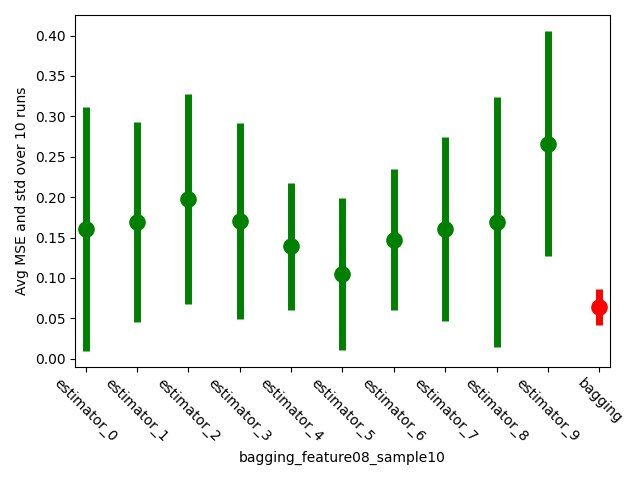 0.40
0.35
0.30
0.25
0.20
0.15
0.10
0.05
0.00
Avg MSE and std over 10 runs
estimator_0
estimator_1
estimator_2
estimator_3
estimator_4
estimator_5
estimator_6
estimator_7
estimator_8
estimator_9
bagging
bagging_feature08_sample10